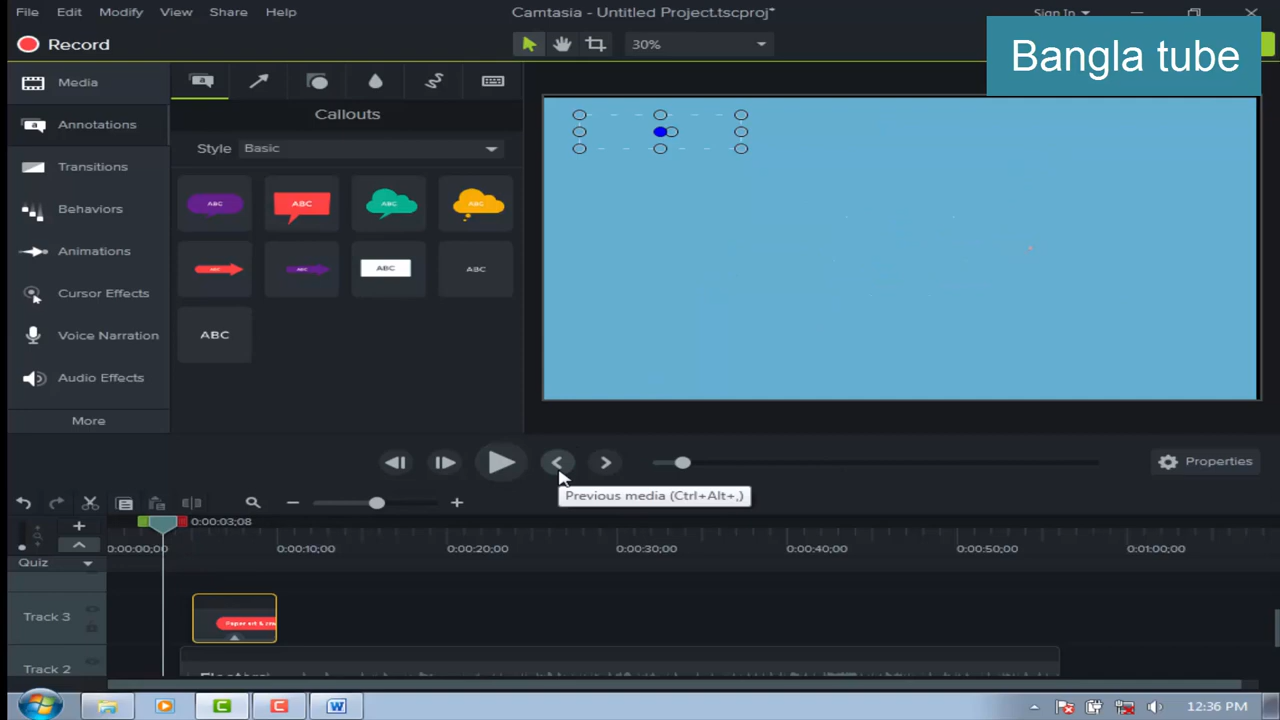 File Edit Modify View Share Help
Camtasia - Untitled Project.tscproj*
Sign In
Record
30%
Bangla tube
Media
Annotations
Transitions
Behaviors
Animations
Cursor Effects
Voice Narration
Audio Effects
More
Callouts
Style Basic
ABC ABC ABC ABC
ABC ABC ABC ABC
ABC
Properties
Previous media (Ctrl+Alt+,)
0:00:03;08
0:00:00;00 0:00:10;00 0:00:20;00 0:00:30;00 0:00:40;00 0:00:50;00 0:01:00;00
Quiz
Track 3
Track 2
12:36 PM